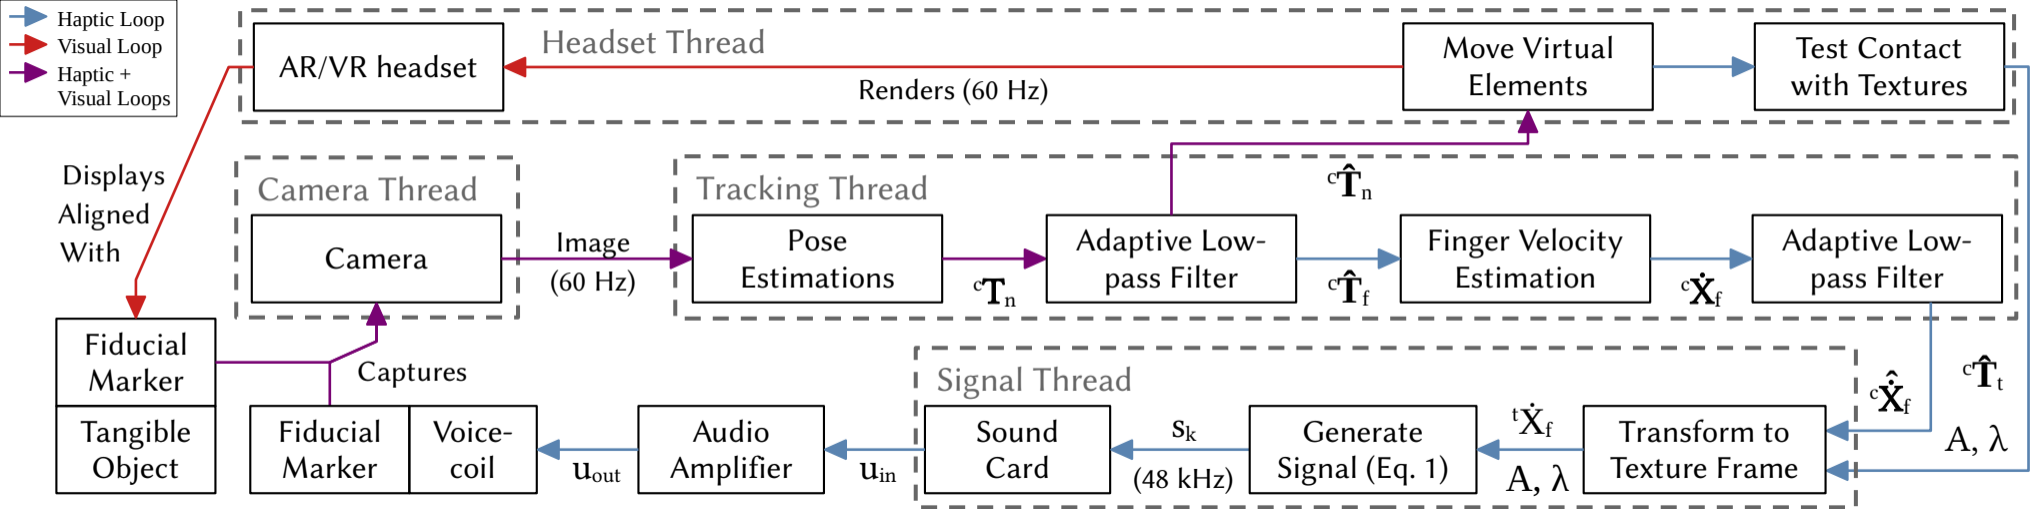 Haptic Loop
Visual Loop
Haptic +
Visual Loops
Headset Thread
AR/VR headset
Renders (60 Hz)
Move Virtual
Elements
Test Contact
with Textures
Displays
Aligned
With
Camera Thread
Camera
Image
(60 Hz)
Tracking Thread
Pose
Estimations
ᶜTₙ
Adaptive Low-
pass Filter
ᶜT̂ₙ
ᶜT̂f
Finger Velocity
Estimation
ᶜẊf
Adaptive Low-
pass Filter
Fiducial
Marker
Tangible
Object
Captures
Fiducial
Marker
Voice-
coil
uout
Audio
Amplifier
uin
Signal Thread
Sound
Card
sk
(48 kHz)
Generate
Signal (Eq. 1)
ᵗẊf
A, λ
Transform to
Texture Frame
ᶜẊ̂f
ᶜT̂ₜ
A, λ